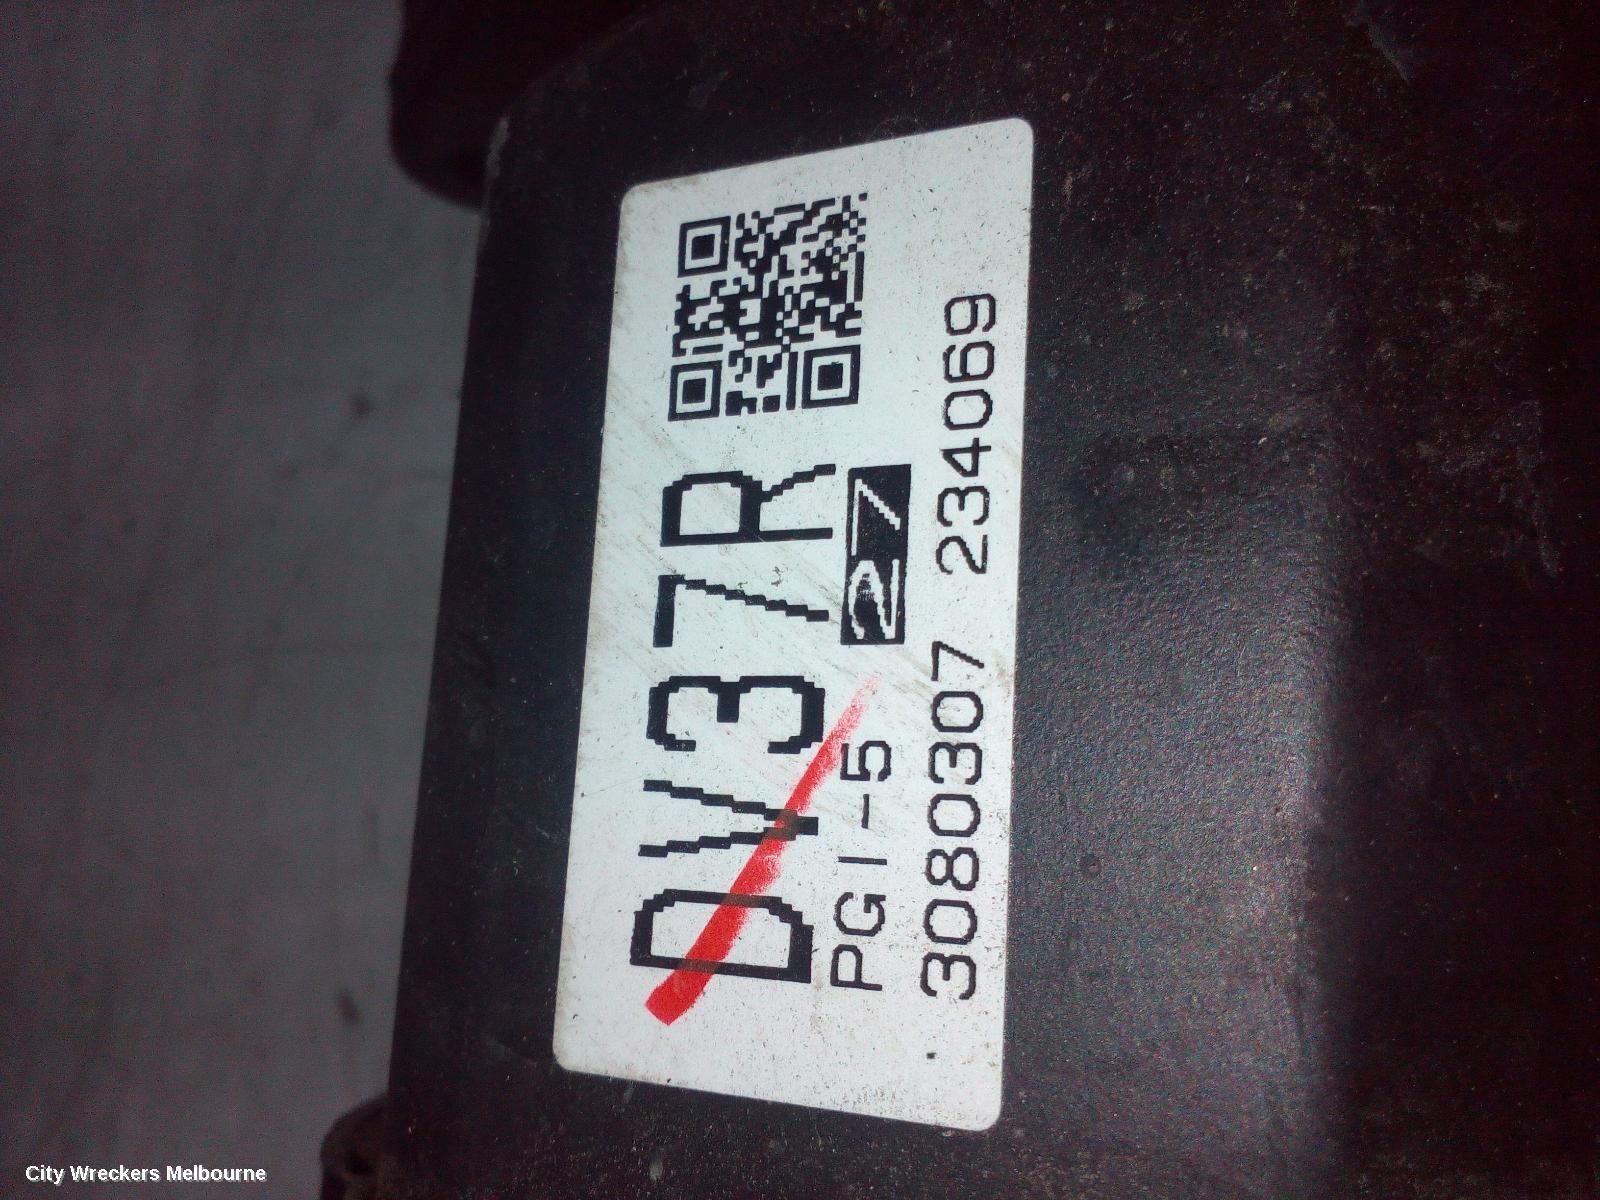 DV37R
PG1-5 27
3080307 234069
City Wreckers Melbourne